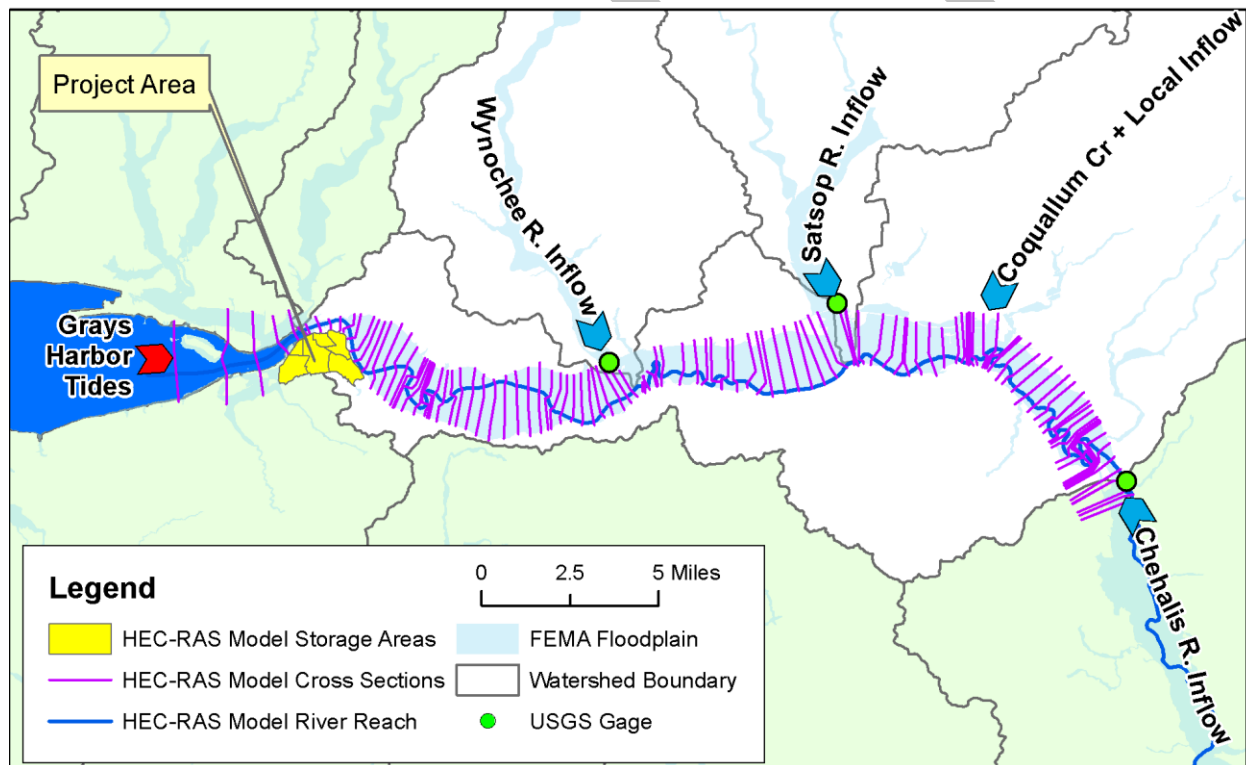 Project Area
Wynochee R. Inflow
Satsop R. Inflow
Coquallum Cr + Local Inflow
Grays
Harbor
Tides
Chehalis R. Inflow
Legend
0 2.5 5 Miles
HEC-RAS Model Storage Areas
FEMA Floodplain
HEC-RAS Model Cross Sections
Watershed Boundary
HEC-RAS Model River Reach
USGS Gage